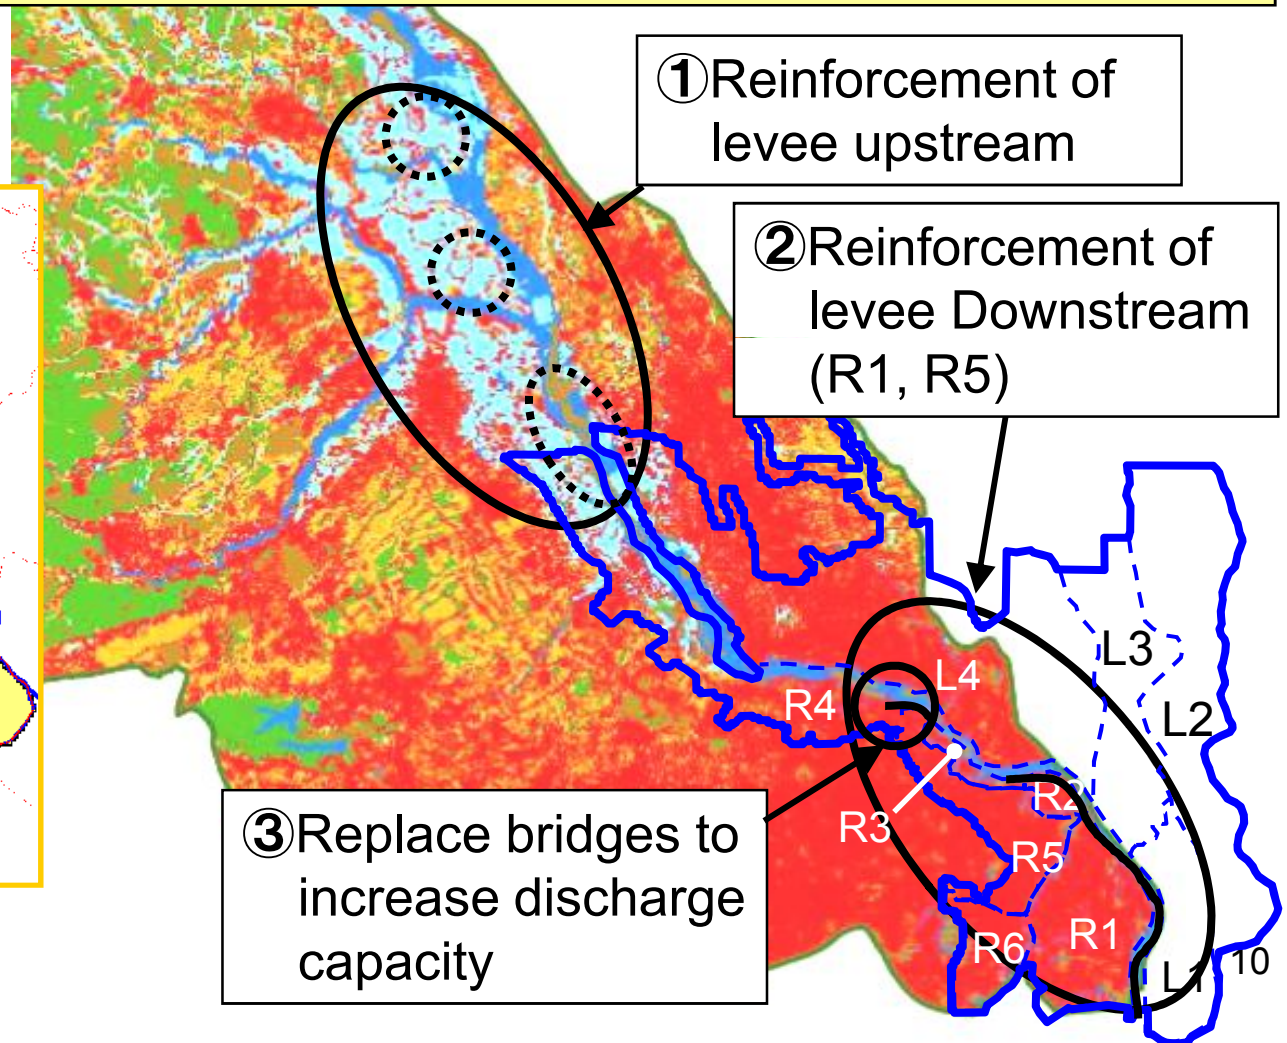 ①Reinforcement of
levee upstream
②Reinforcement of
levee Downstream
(R1, R5)
L3
L4
R4
L2
R2
R3
R5
R1
R6
L1
10
③Replace bridges to
increase discharge
capacity